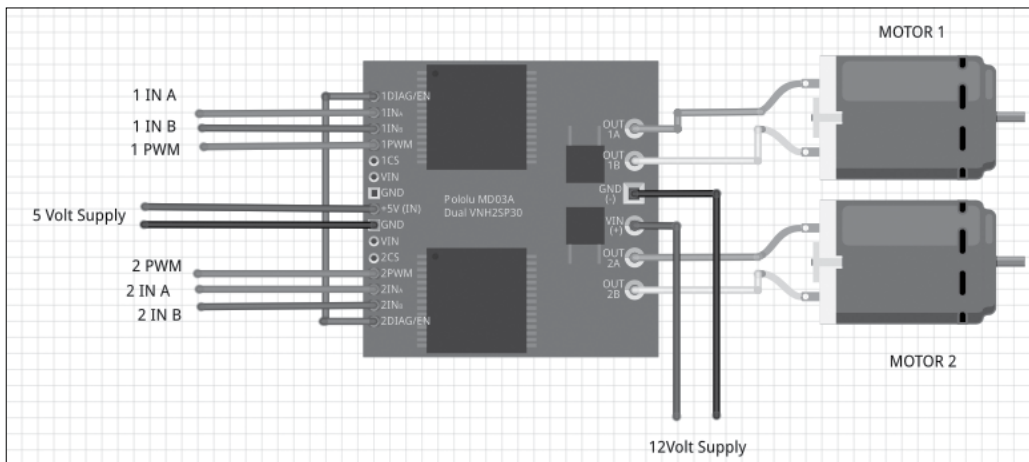 MOTOR 1
1 IN A
1 IN B
1 PWM
5 Volt Supply
2 PWM
2 IN A
2 IN B
1DIAG/EN
1INA
1INB
1PWM
1CS
VIN
GND
+5V (IN)
GND
VIN
2CS
2PWM
2INA
2INB
2DIAG/EN
Pololu MD03A
Dual VNH2SP30
OUT
1A
OUT
1B
GND
(-)
VIN
(+)
OUT
2A
OUT
2B
MOTOR 2
12Volt Supply